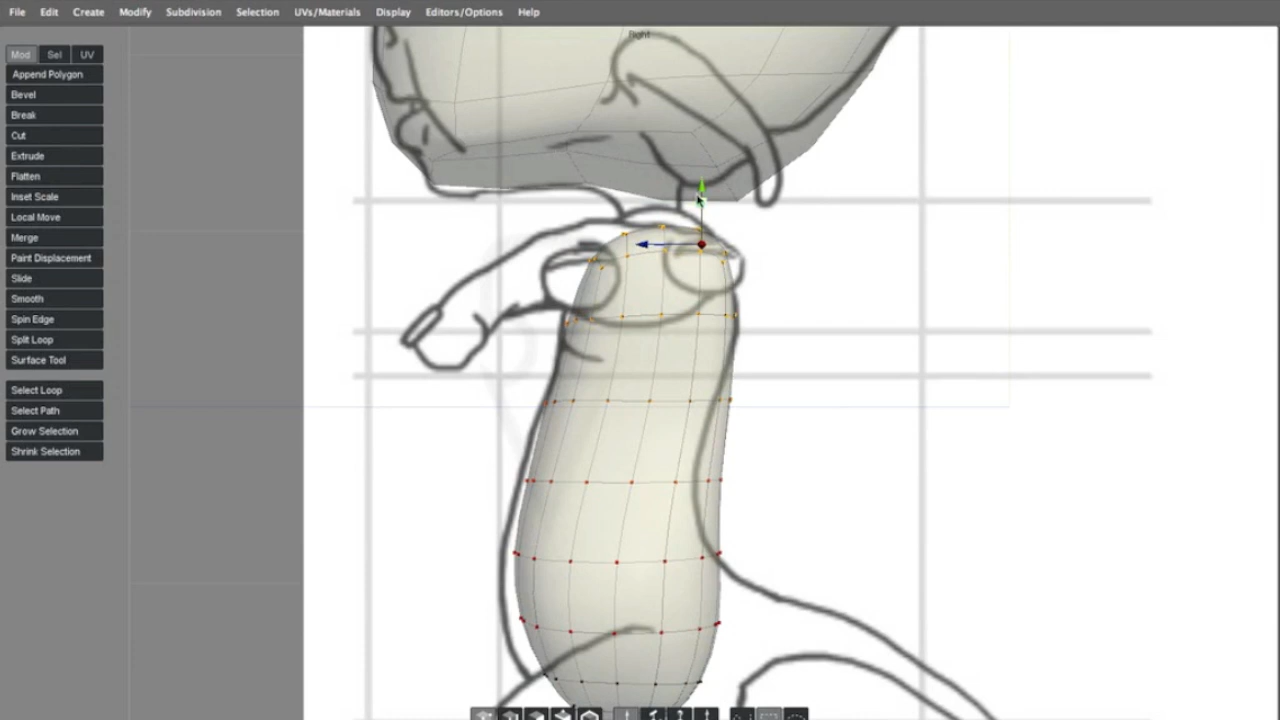 File Edit Create Modify Subdivision Selection UVs/Materials Display Editors/Options Help
Right
Mod Sel UV
Append Polygon
Bevel
Break
Cut
Extrude
Flatten
Inset Scale
Local Move
Merge
Paint Displacement
Slide
Smooth
Spin Edge
Split Loop
Surface Tool
Select Loop
Select Path
Grow Selection
Shrink Selection